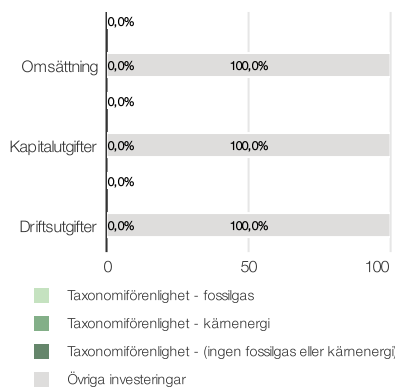 0,0%
Omsättning 0,0% 100,0%
0,0%
Kapitalutgifter 0,0% 100,0%
0,0%
Driftsutgifter 0,0% 100,0%
0 50 100
Taxonomiförenlighet - fossilgas
Taxonomiförenlighet - kärnenergi
Taxonomiförenlighet - (ingen fossilgas eller kärnenergi)
Övriga investeringar